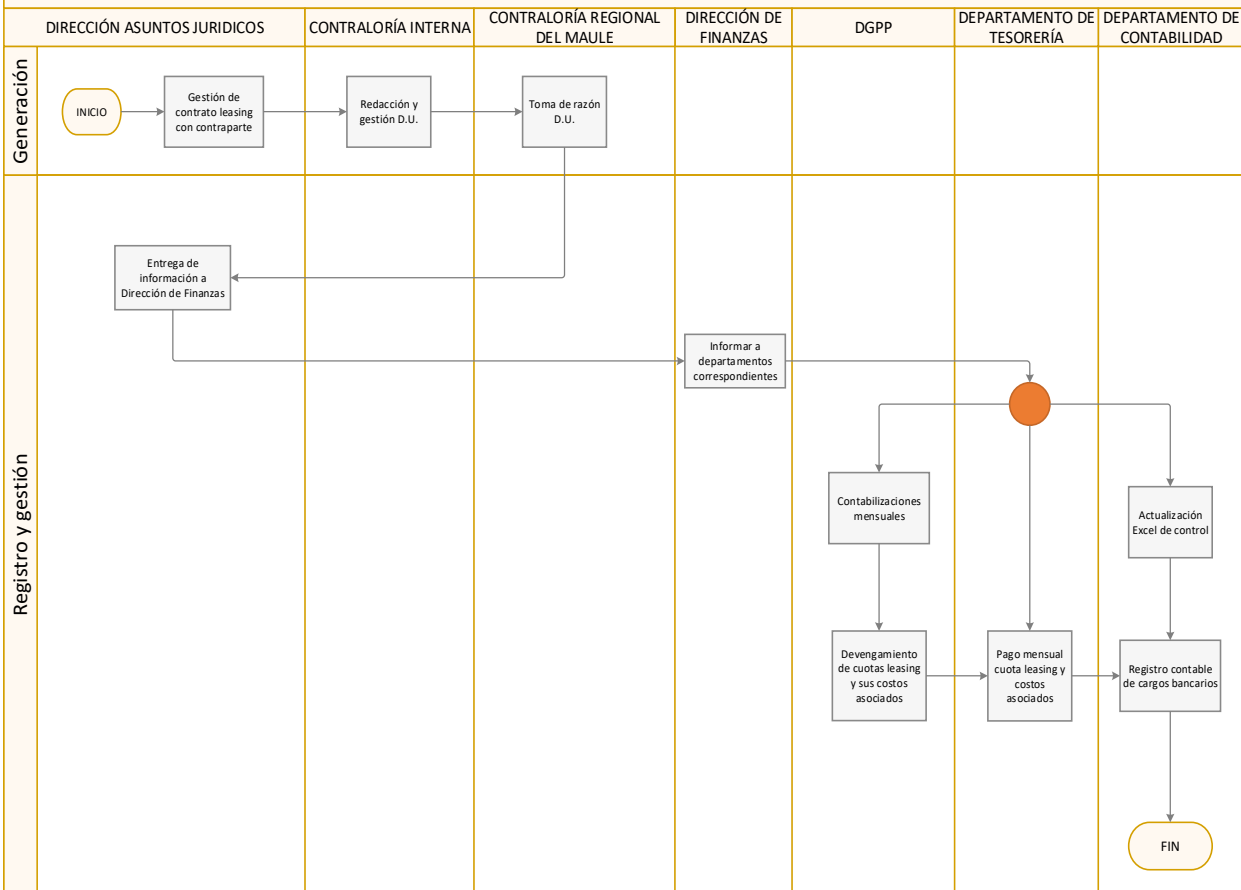 DIRECCIÓN ASUNTOS JURIDICOS
CONTRALORÍA INTERNA
CONTRALORÍA REGIONAL
DEL MAULE
DIRECCIÓN DE
FINANZAS
DGPP
DEPARTAMENTO DE
TESORERÍA
DEPARTAMENTO DE
CONTABILIDAD
Generación
INICIO
Gestión de
contrato leasing
con contraparte
Redacción y
gestión D.U.
Toma de razón
D.U.
Registro y gestión
Entrega de
información a
Dirección de Finanzas
Informar a
departamentos
correspondientes
Contabilizaciones
mensuales
Actualización
Excel de control
Devengamiento
de cuotas leasing
y sus costos
asociados
Pago mensual
cuota leasing y
costos
asociados
Registro contable
de cargos bancarios
FIN